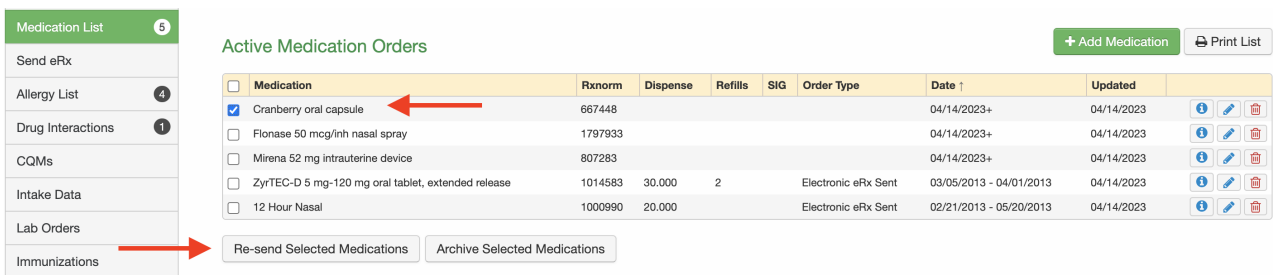 Medication List 5
Send eRx
Allergy List 4
Drug Interactions 1
CQMs
Intake Data
Lab Orders
Immunizations
Active Medication Orders
+ Add Medication Print List
Medication Rxnorm Dispense Refills SIG Order Type Date ↑ Updated
Cranberry oral capsule 667448 04/14/2023+ 04/14/2023
Flonase 50 mcg/inh nasal spray 1797933 04/14/2023+ 04/14/2023
Mirena 52 mg intrauterine device 807283 04/14/2023+ 04/14/2023
ZyrTEC-D 5 mg-120 mg oral tablet, extended release 1014583 30.000 2 Electronic eRx Sent 03/05/2013 - 04/01/2013 04/14/2023
12 Hour Nasal 1000990 20.000 Electronic eRx Sent 02/21/2013 - 05/20/2013 04/14/2023
Re-send Selected Medications Archive Selected Medications